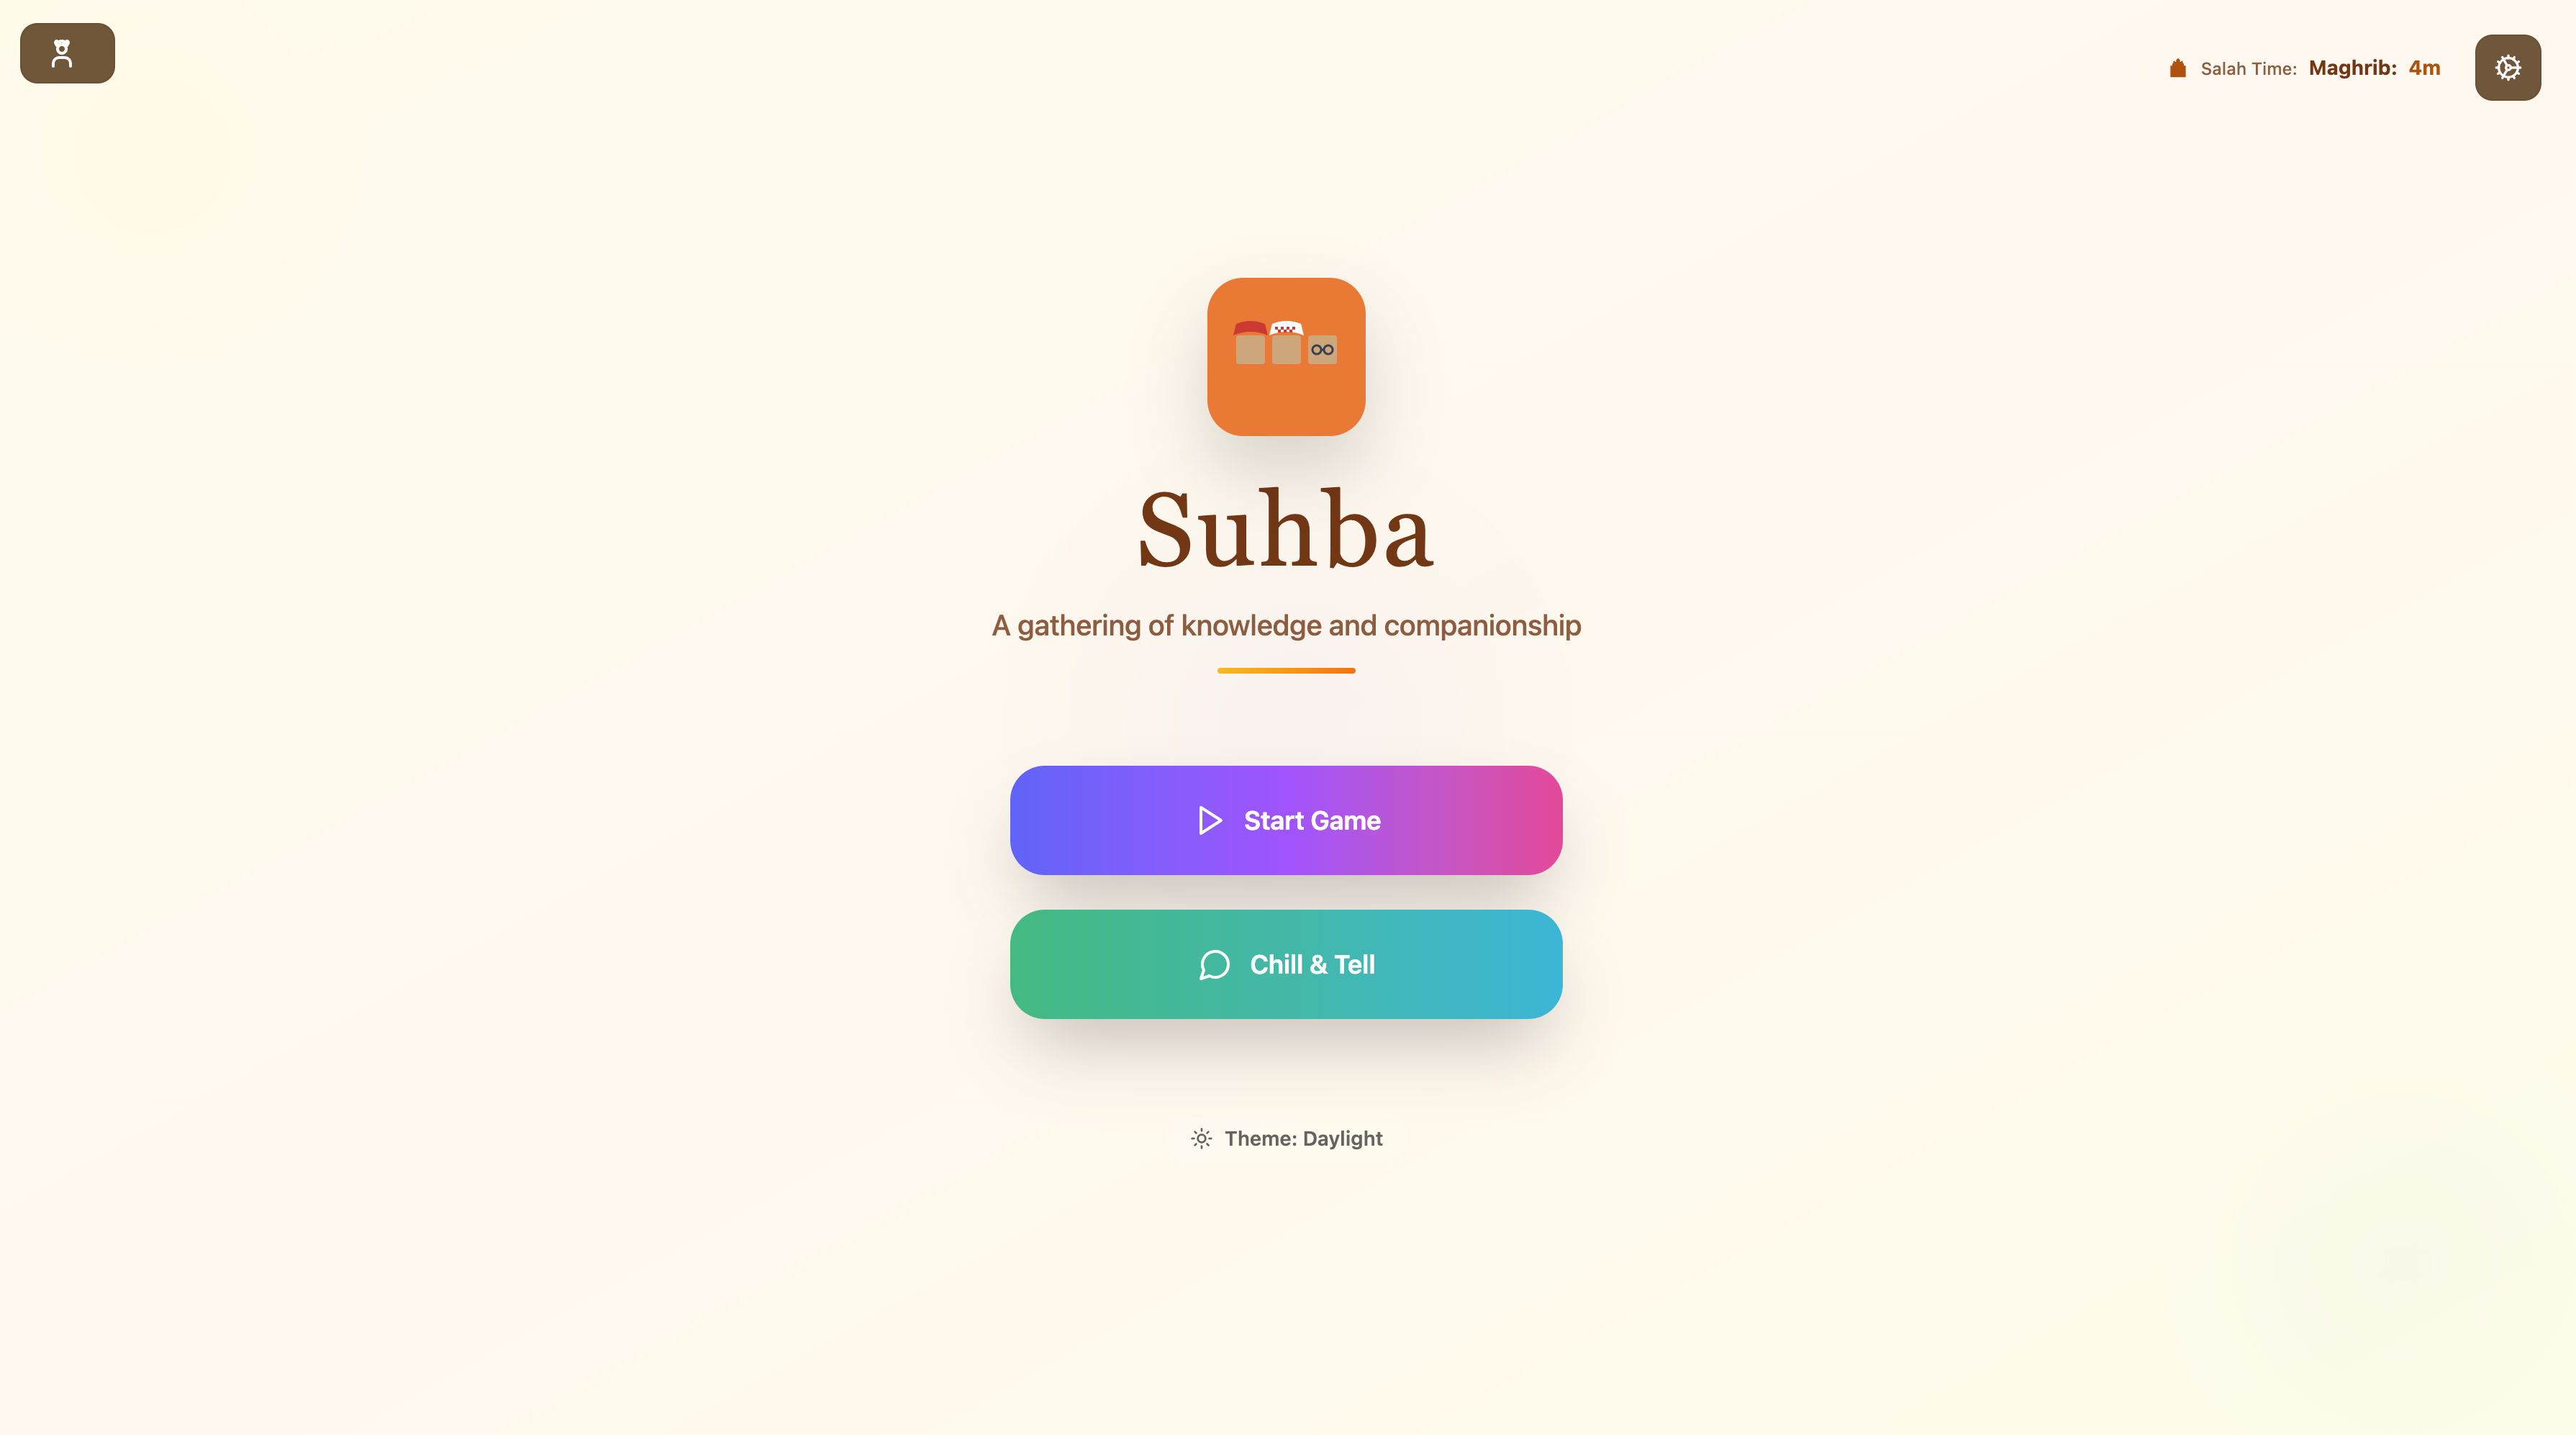 Salah Time: Maghrib: 4m
Suhba
A gathering of knowledge and companionship
Start Game
Chill & Tell
Theme: Daylight